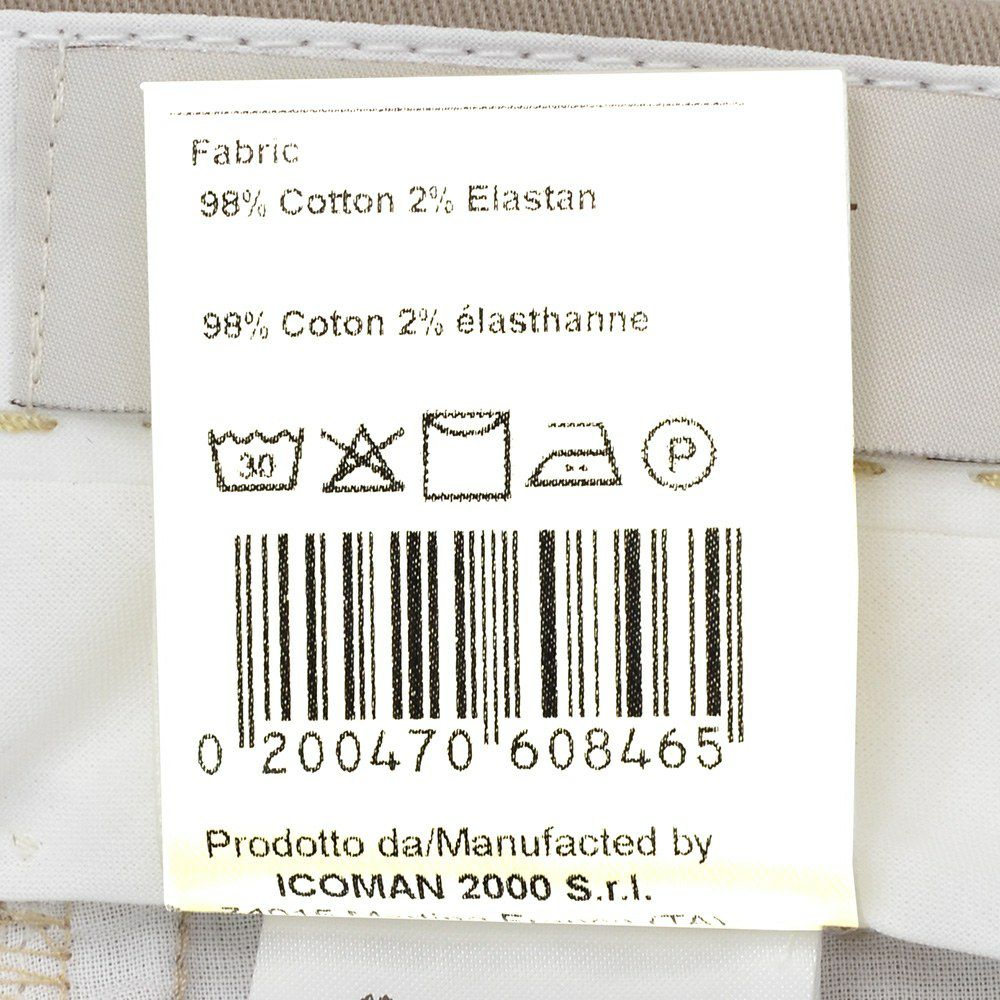 Fabric
98% Cotton 2% Elastan
98% Coton 2% élasthanne
30
P
0 200470 608465
Prodotto da/Manufacted by
ICOMAN 2000 S.r.l.